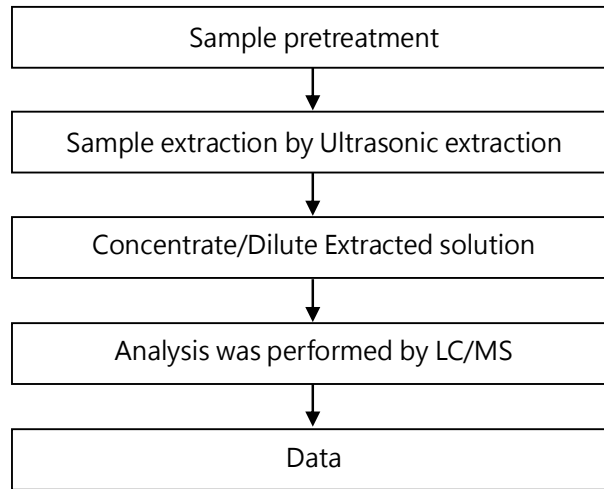 Sample pretreatment
Sample extraction by Ultrasonic extraction
Concentrate/Dilute Extracted solution
Analysis was performed by LC/MS
Data